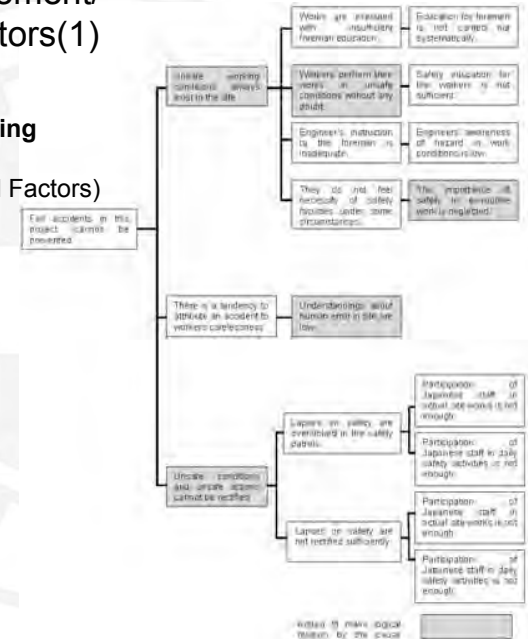 ement/
tors(1)
ing
l Factors)
Fall accidents in this
project cannot be
prevented
Unsafe working
conditions always
exist in the site
Works are executed
with insufficient
foreman education.
Education for foremen
is not carried out
systematically.
Workers perform their
works in unsafe
conditions without any
doubt.
Safety education for
the workers is not
sufficient.
Engineer's instruction
to the foremen is
inadequate.
Engineers' awareness
of hazard in work
conditions is low.
They do not feel
necessity of safety
facilities under some
circumstances.
The importance of
safety in
work is neglected.
There is a tendency to
attribute an accident to
workers carelessness
Understandings about
human error in site are
low.
Unsafe conditions
and unsafe actions
cannot be rectified
Lapses on safety are
overlooked in the safety
patrols.
Participation of
Japanese staff in
actual site works is not
enough.
Participation of
Japanese staff in daily
safety activities is not
enough.
Lapses on safety are
not rectified sufficiently.
Participation of
Japanese staff in
actual site works is not
enough.
Participation of
Japanese staff in daily
safety activities is not
enough.
to make logical
by the causal